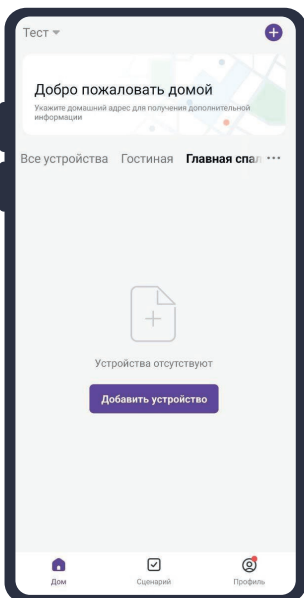 Тест
Добро пожаловать домой
Укажите домашний адрес для получения дополнительной
информации
Все устройства Гостиная Главная спал ...
Устройства отсутствуют
Добавить устройство
Дом Сценарий Профиль